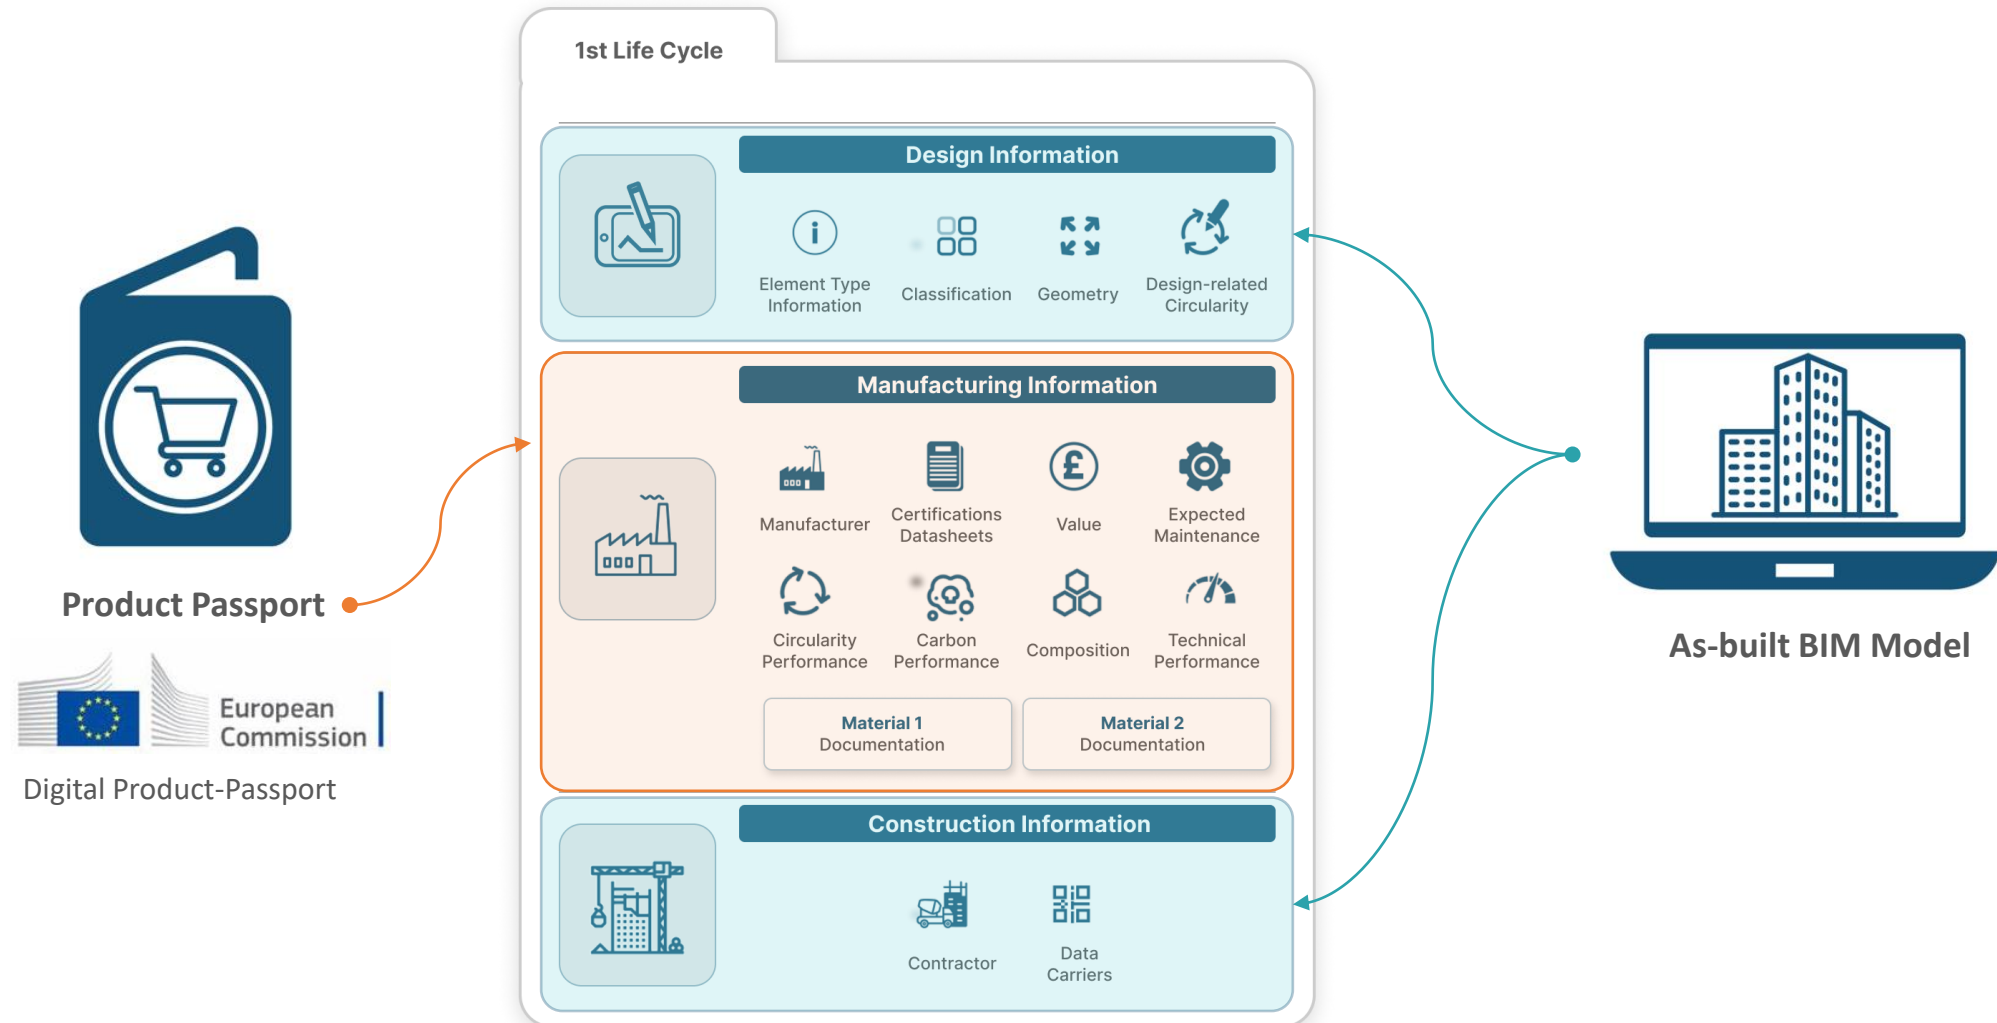 1st Life Cycle
Design Information
Element Type
Information
Classification
Geometry
Design-related
Circularity
Manufacturing Information
Manufacturer
Certifications
Datasheets
£
Value
Expected
Maintenance
Circularity
Performance
Carbon
Performance
Composition
Technical
Performance
Material 1
Documentation
Material 2
Documentation
Construction Information
Contractor
Data
Carriers
Product Passport
European
Commission
Digital Product-Passport
As-built BIM Model